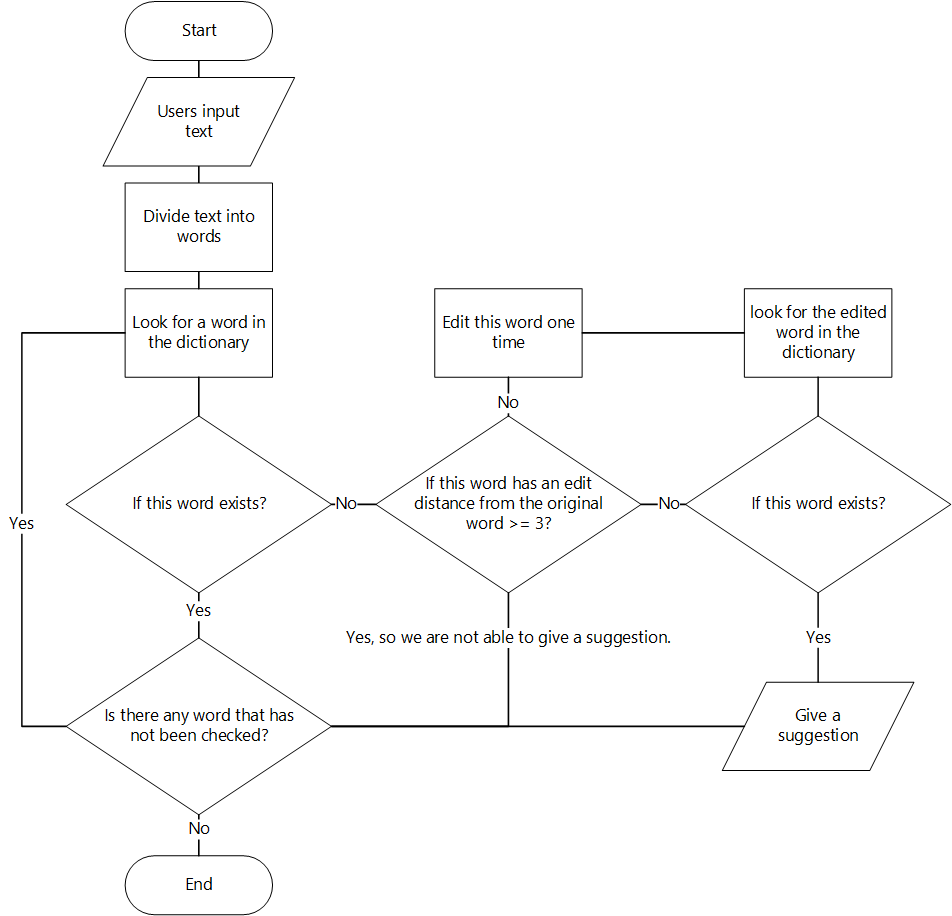 Start
Users input
text
Divide text into
words
Look for a word in
the dictionary
Edit this word one
time
look for the edited
word in the
dictionary
No
If this word exists?
No
If this word has an edit
distance from the original
word >= 3?
No
If this word exists?
Yes
Yes
Yes, so we are not able to give a suggestion.
Yes
Is there any word that has
not been checked?
Give a
suggestion
No
End